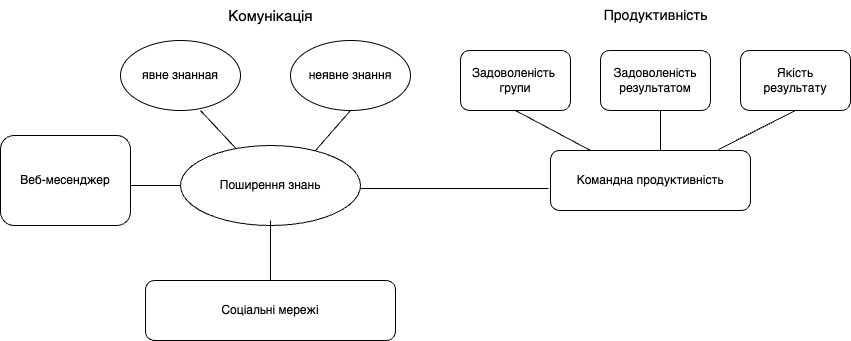 Комунікація
Продуктивність
явне знанная
неявне знання
Задоволеність
групи
Задоволеність
результатом
Якість
результату
Веб-месенджер
Поширення знань
Командна продуктивність
Соціальні мережі